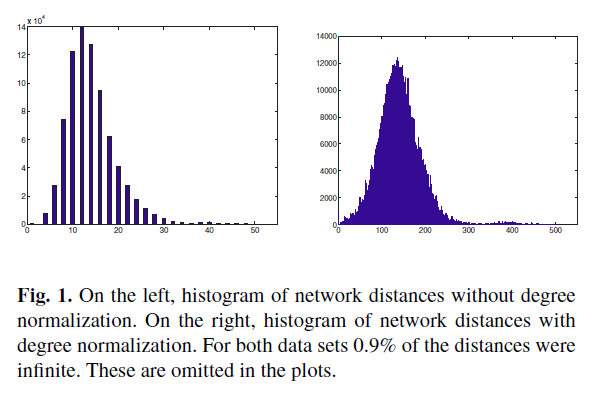 14 x 10⁴
12
10
8
6
4
2
0
0 10 20 30 40 50
14000
12000
10000
8000
6000
4000
2000
0
0 100 200 300 400 500
Fig. 1. On the left, histogram of network distances without degree
normalization. On the right, histogram of network distances with
degree normalization. For both data sets 0.9% of the distances were
infinite. These are omitted in the plots.